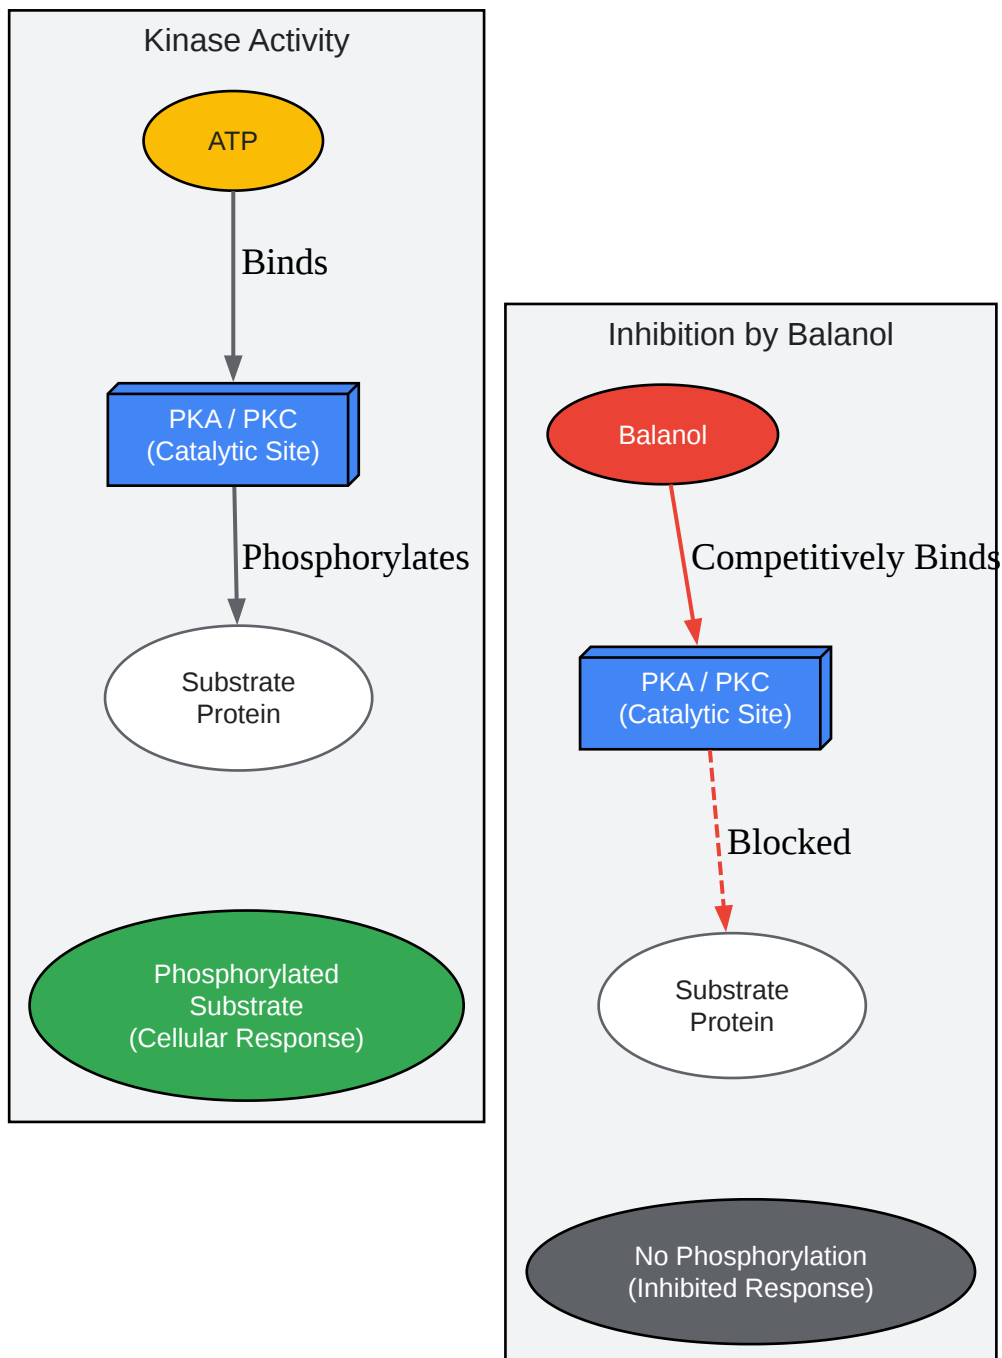 Kinase Activity
ATP
Binds
PKA / PKC
(Catalytic Site)
Phosphorylates
Substrate
Protein
Phosphorylated
Substrate
(Cellular Response)
Inhibition by Balanol
Balanol
Competitively Binds
PKA / PKC
(Catalytic Site)
Blocked
Substrate
Protein
No Phosphorylation
(Inhibited Response)